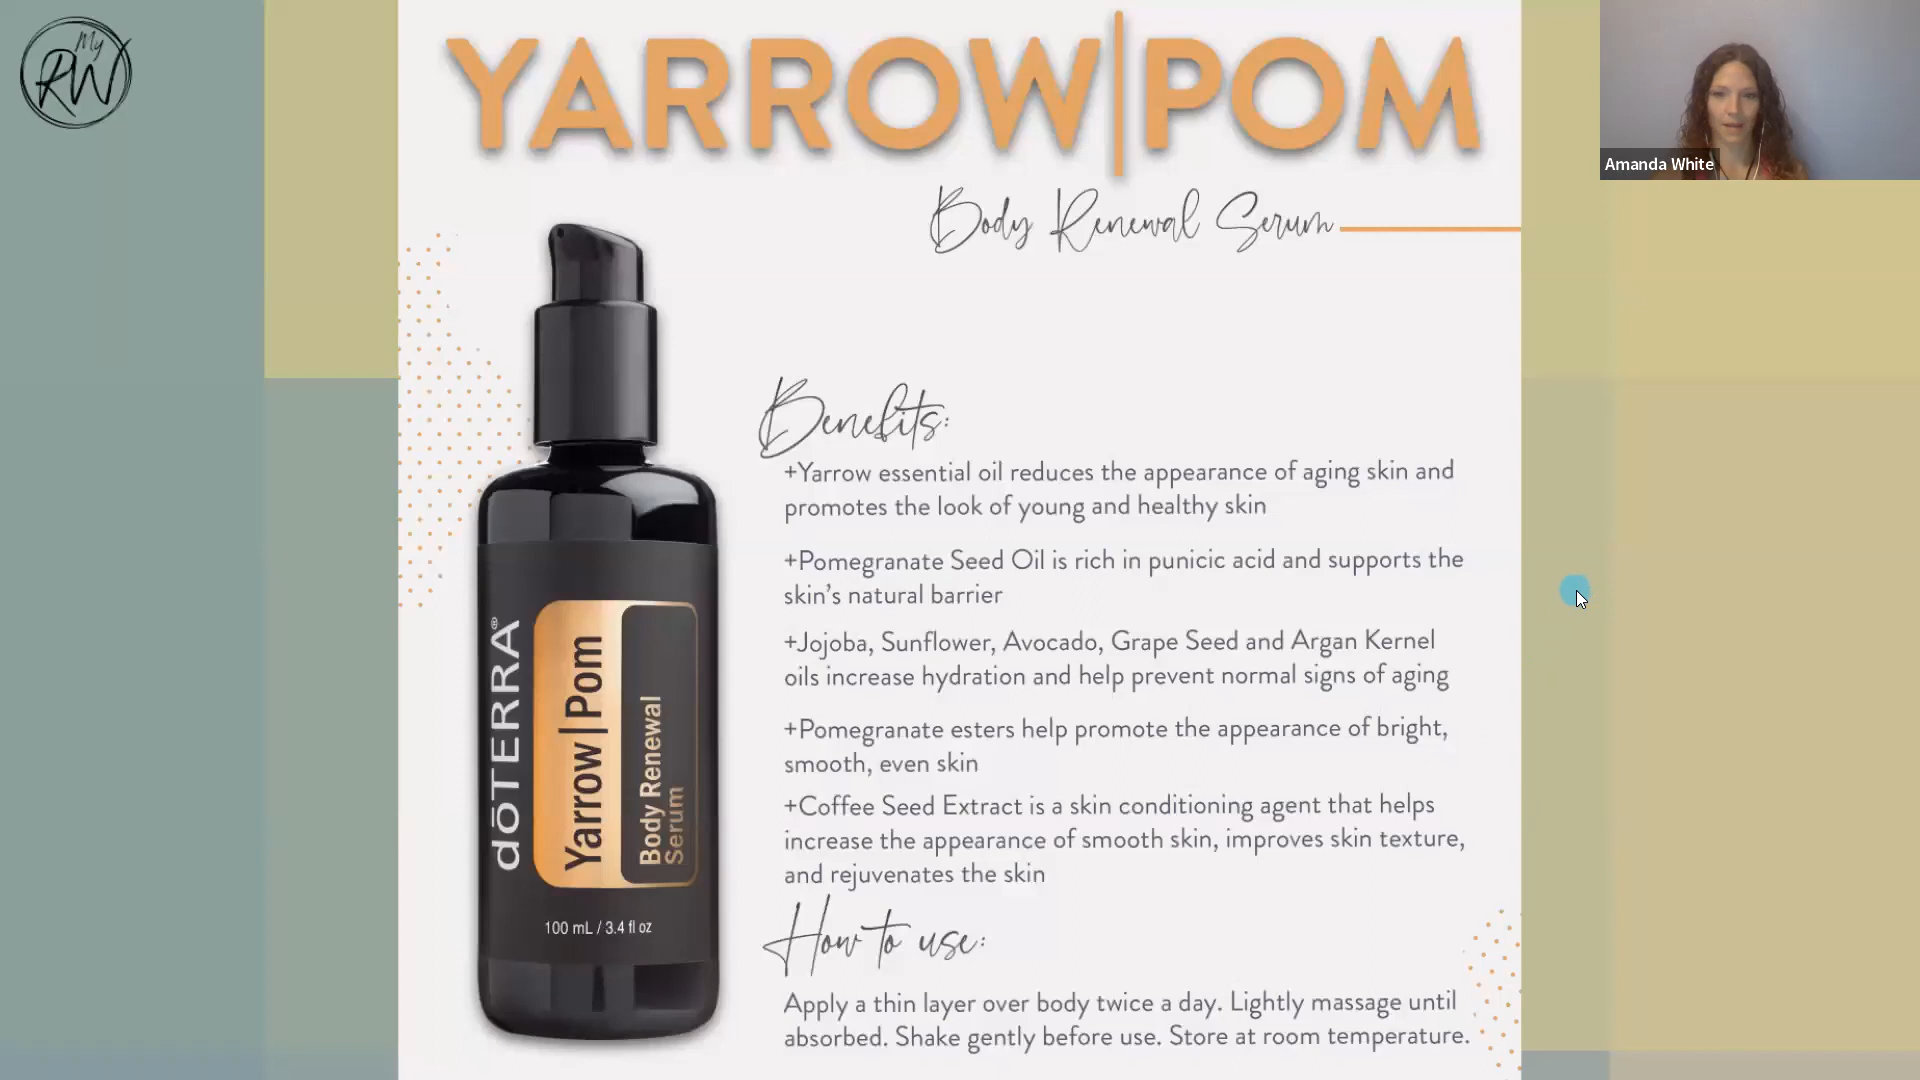 My
RW
YARROW|POM
Amanda White
Body Renewal Serum
Benefits:
+Yarrow essential oil reduces the appearance of aging skin and
promotes the look of young and healthy skin
+Pomegranate Seed Oil is rich in punicic acid and supports the
skin's natural barrier
+Jojoba, Sunflower, Avocado, Grape Seed and Argan Kernel
oils increase hydration and help prevent normal signs of aging
+Pomegranate esters help promote the appearance of bright,
smooth, even skin
+Coffee Seed Extract is a skin conditioning agent that helps
increase the appearance of smooth skin, improves skin texture,
and rejuvenates the skin
How to use:
Apply a thin layer over body twice a day. Lightly massage until
absorbed. Shake gently before use. Store at room temperature.
dōTERRA®
Yarrow|Pom
Body Renewal
Serum
100 mL / 3.4 fl oz